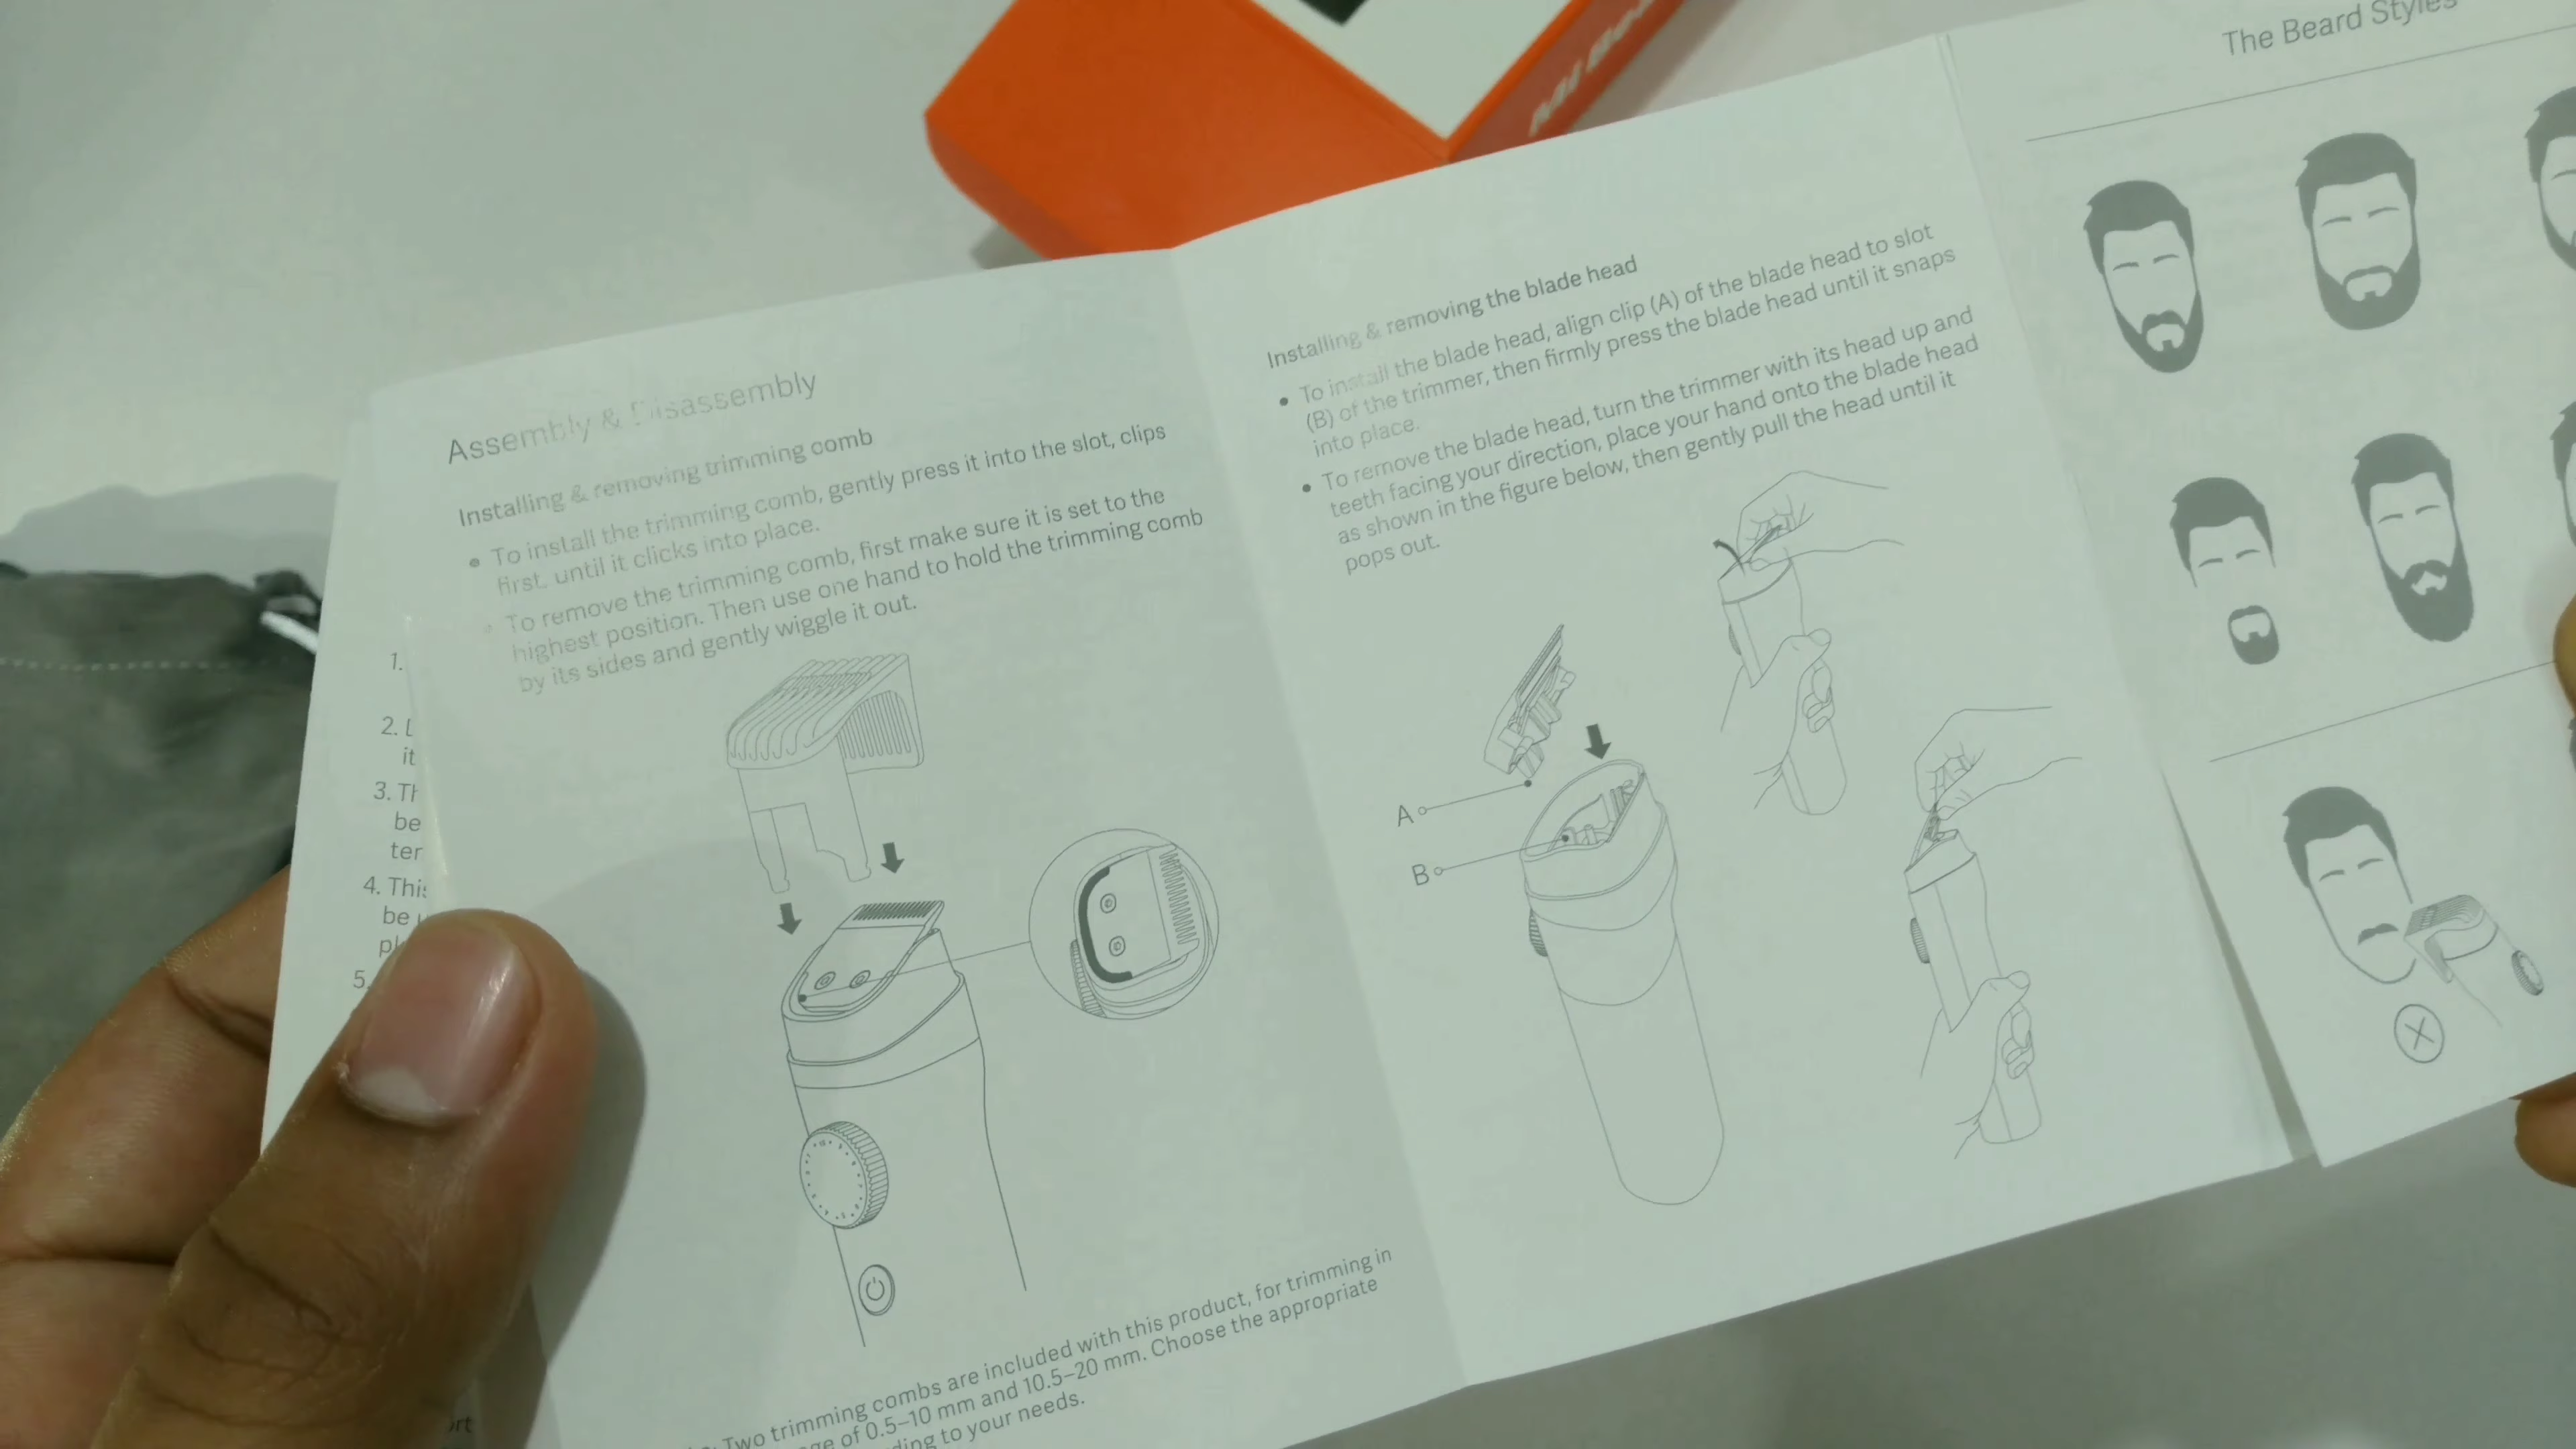 1.
2.
it
3.
be
ter
4.
be
5.
Assembly & Disassembly
Installing & removing trimming comb
• To install the trimming comb, gently press it into the slot, clips
first, until it clicks into place.
• To remove the trimming comb, first make sure it is set to the
highest position. Then use one hand to hold the trimming comb
by its sides and gently wiggle it out.
Two trimming combs are included with this product, for trimming in
of 0.5–10 mm and 10.5–20 mm. Choose the appropriate
to your needs.
Installing & removing the blade head
• To install the blade head, align clip (A) of the blade head to slot
(B) of the trimmer, then firmly press the blade head until it snaps
into place.
• To remove the blade head, turn the trimmer with its head up and
teeth facing your direction, place your hand onto the blade head
as shown in the figure below, then gently pull the head until it
pops out.
A
B
The Beard Styles